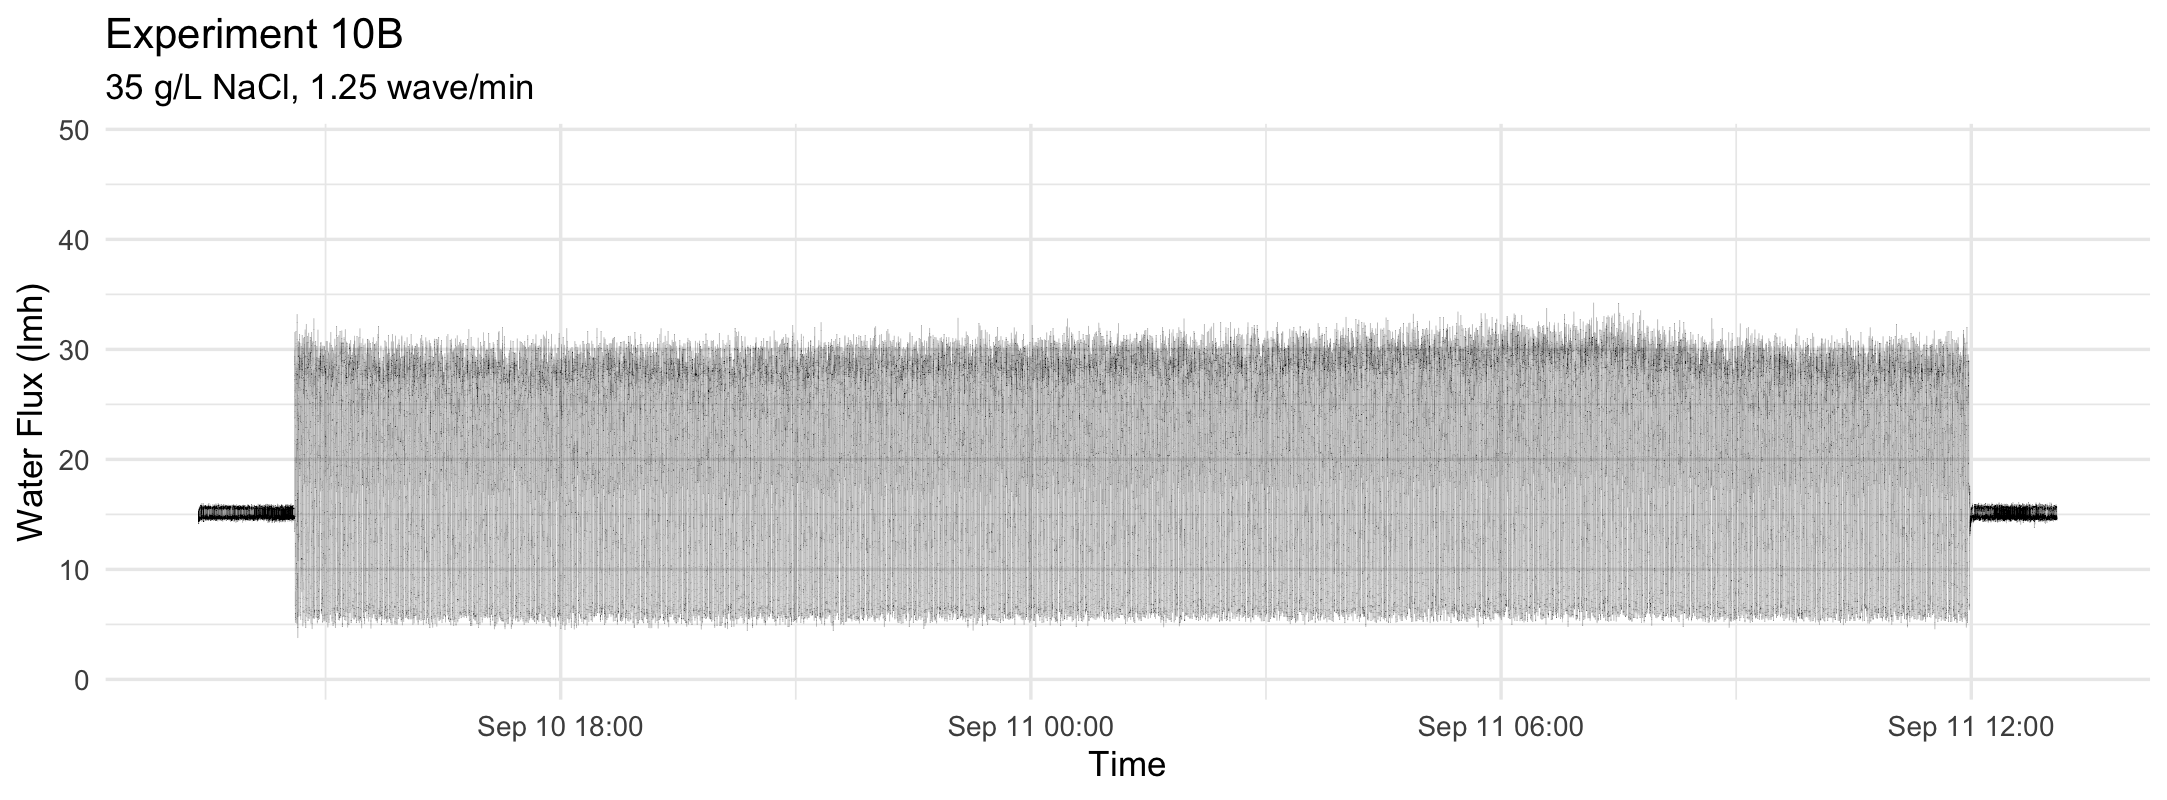 Experiment 10B
35 g/L NaCl, 1.25 wave/min
Water Flux (lmh)
50
40
30
20
10
0
Sep 10 18:00 Sep 11 00:00 Sep 11 06:00 Sep 11 12:00
Time